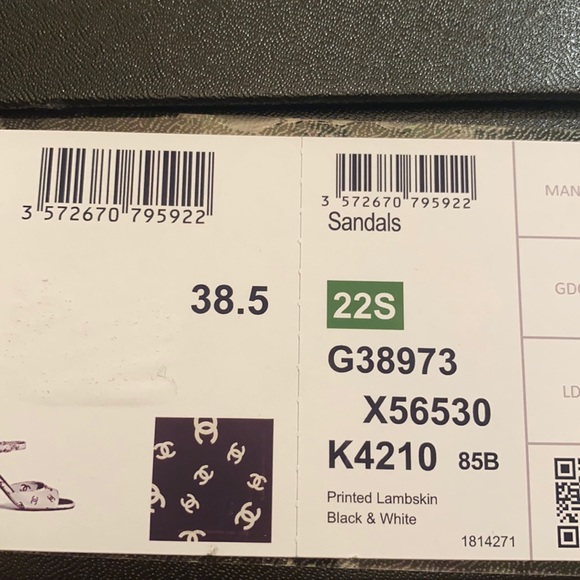 3 572670 795922
38.5
3 572670 795922
Sandals
22S
G38973
X56530
K4210 85B
Printed Lambskin
Black & White
1814271
MAN
GD
LD